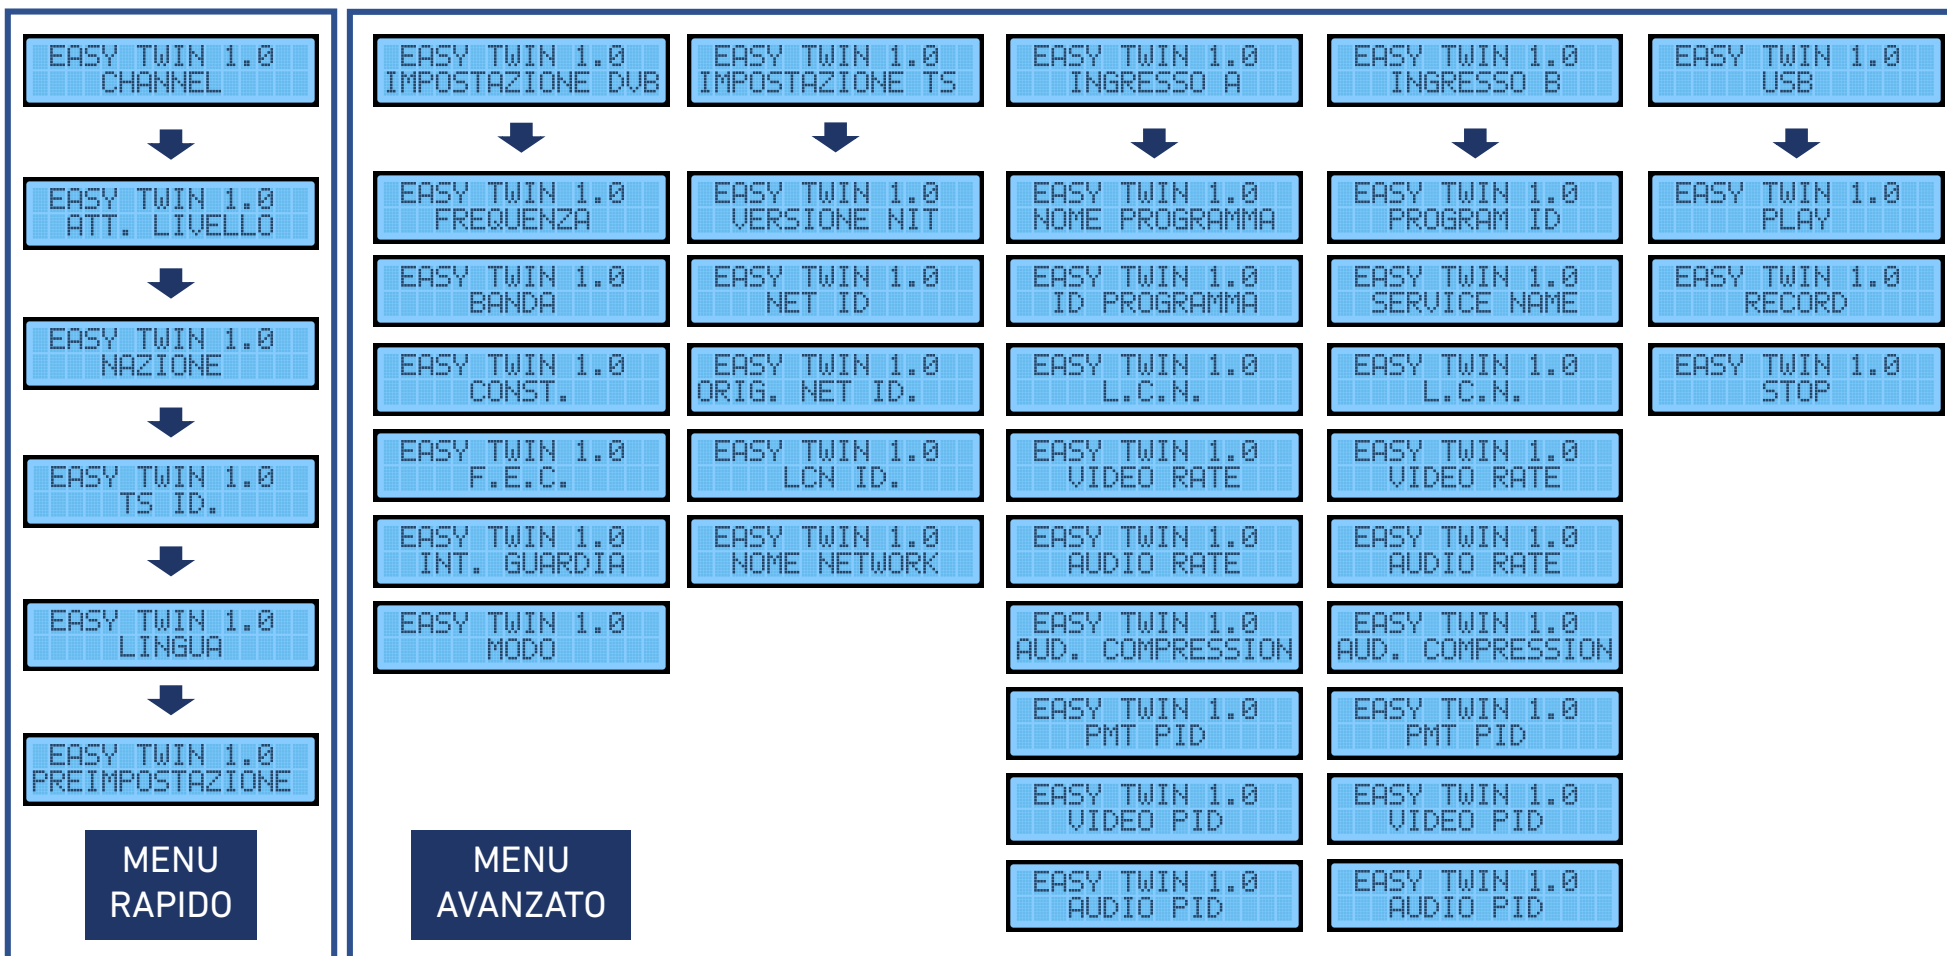 EASY TWIN 1.0
CHANNEL
EASY TWIN 1.0
ATT. LIVELLO
EASY TWIN 1.0
NAZIONE
EASY TWIN 1.0
TS ID.
EASY TWIN 1.0
LINGUA
EASY TWIN 1.0
PREIMPOSTAZIONE
MENU
RAPIDO
EASY TWIN 1.0
IMPOSTAZIONE DVB
EASY TWIN 1.0
FREQUENZA
EASY TWIN 1.0
BANDA
EASY TWIN 1.0
CONST.
EASY TWIN 1.0
F.E.C.
EASY TWIN 1.0
INT. GUARDIA
EASY TWIN 1.0
MODO
MENU
AVANZATO
EASY TWIN 1.0
IMPOSTAZIONE TS
EASY TWIN 1.0
VERSIONE NIT
EASY TWIN 1.0
NET ID
EASY TWIN 1.0
ORIG. NET ID.
EASY TWIN 1.0
LCN ID.
EASY TWIN 1.0
NOME NETWORK
EASY TWIN 1.0
INGRESSO A
EASY TWIN 1.0
NOME PROGRAMMA
EASY TWIN 1.0
ID PROGRAMMA
EASY TWIN 1.0
L.C.N.
EASY TWIN 1.0
VIDEO RATE
EASY TWIN 1.0
AUDIO RATE
EASY TWIN 1.0
AUD. COMPRESSION
EASY TWIN 1.0
PMT PID
EASY TWIN 1.0
VIDEO PID
EASY TWIN 1.0
AUDIO PID
EASY TWIN 1.0
INGRESSO B
EASY TWIN 1.0
PROGRAM ID
EASY TWIN 1.0
SERVICE NAME
EASY TWIN 1.0
L.C.N.
EASY TWIN 1.0
VIDEO RATE
EASY TWIN 1.0
AUDIO RATE
EASY TWIN 1.0
AUD. COMPRESSION
EASY TWIN 1.0
PMT PID
EASY TWIN 1.0
VIDEO PID
EASY TWIN 1.0
AUDIO PID
EASY TWIN 1.0
USB
EASY TWIN 1.0
PLAY
EASY TWIN 1.0
RECORD
EASY TWIN 1.0
STOP